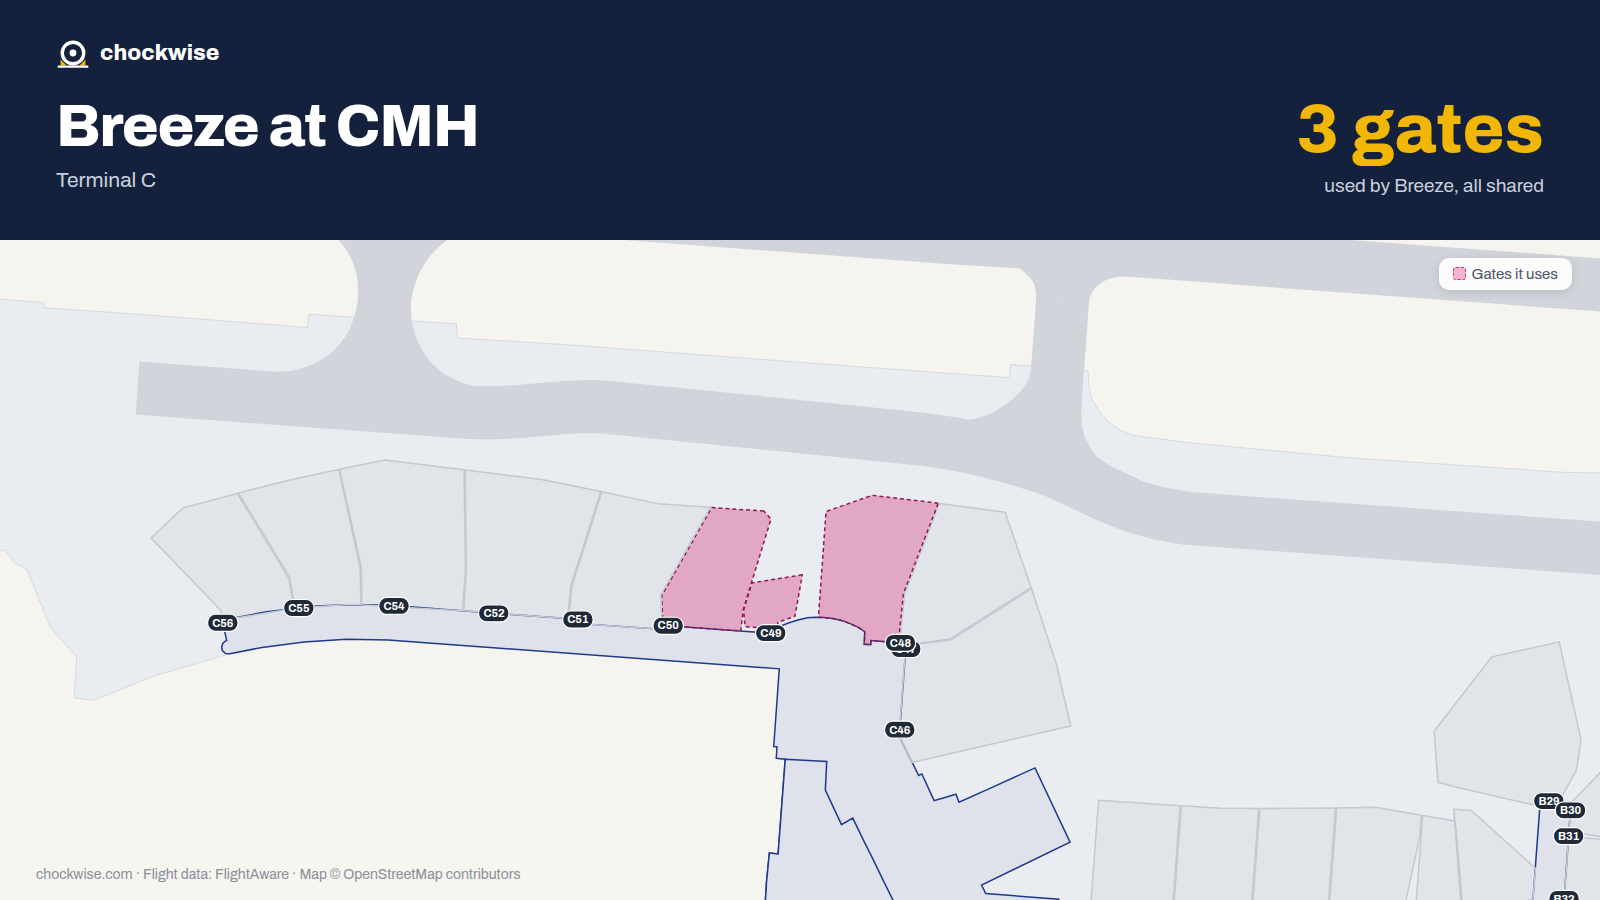 chockwise
Breeze at CMH
Terminal C
3 gates
used by Breeze, all shared
Gates it uses
C56
C55
C54
C52
C51
C50
C49
C48
C46
B29
B30
B31
B32
chockwise.com · Flight data: FlightAware · Map © OpenStreetMap contributors